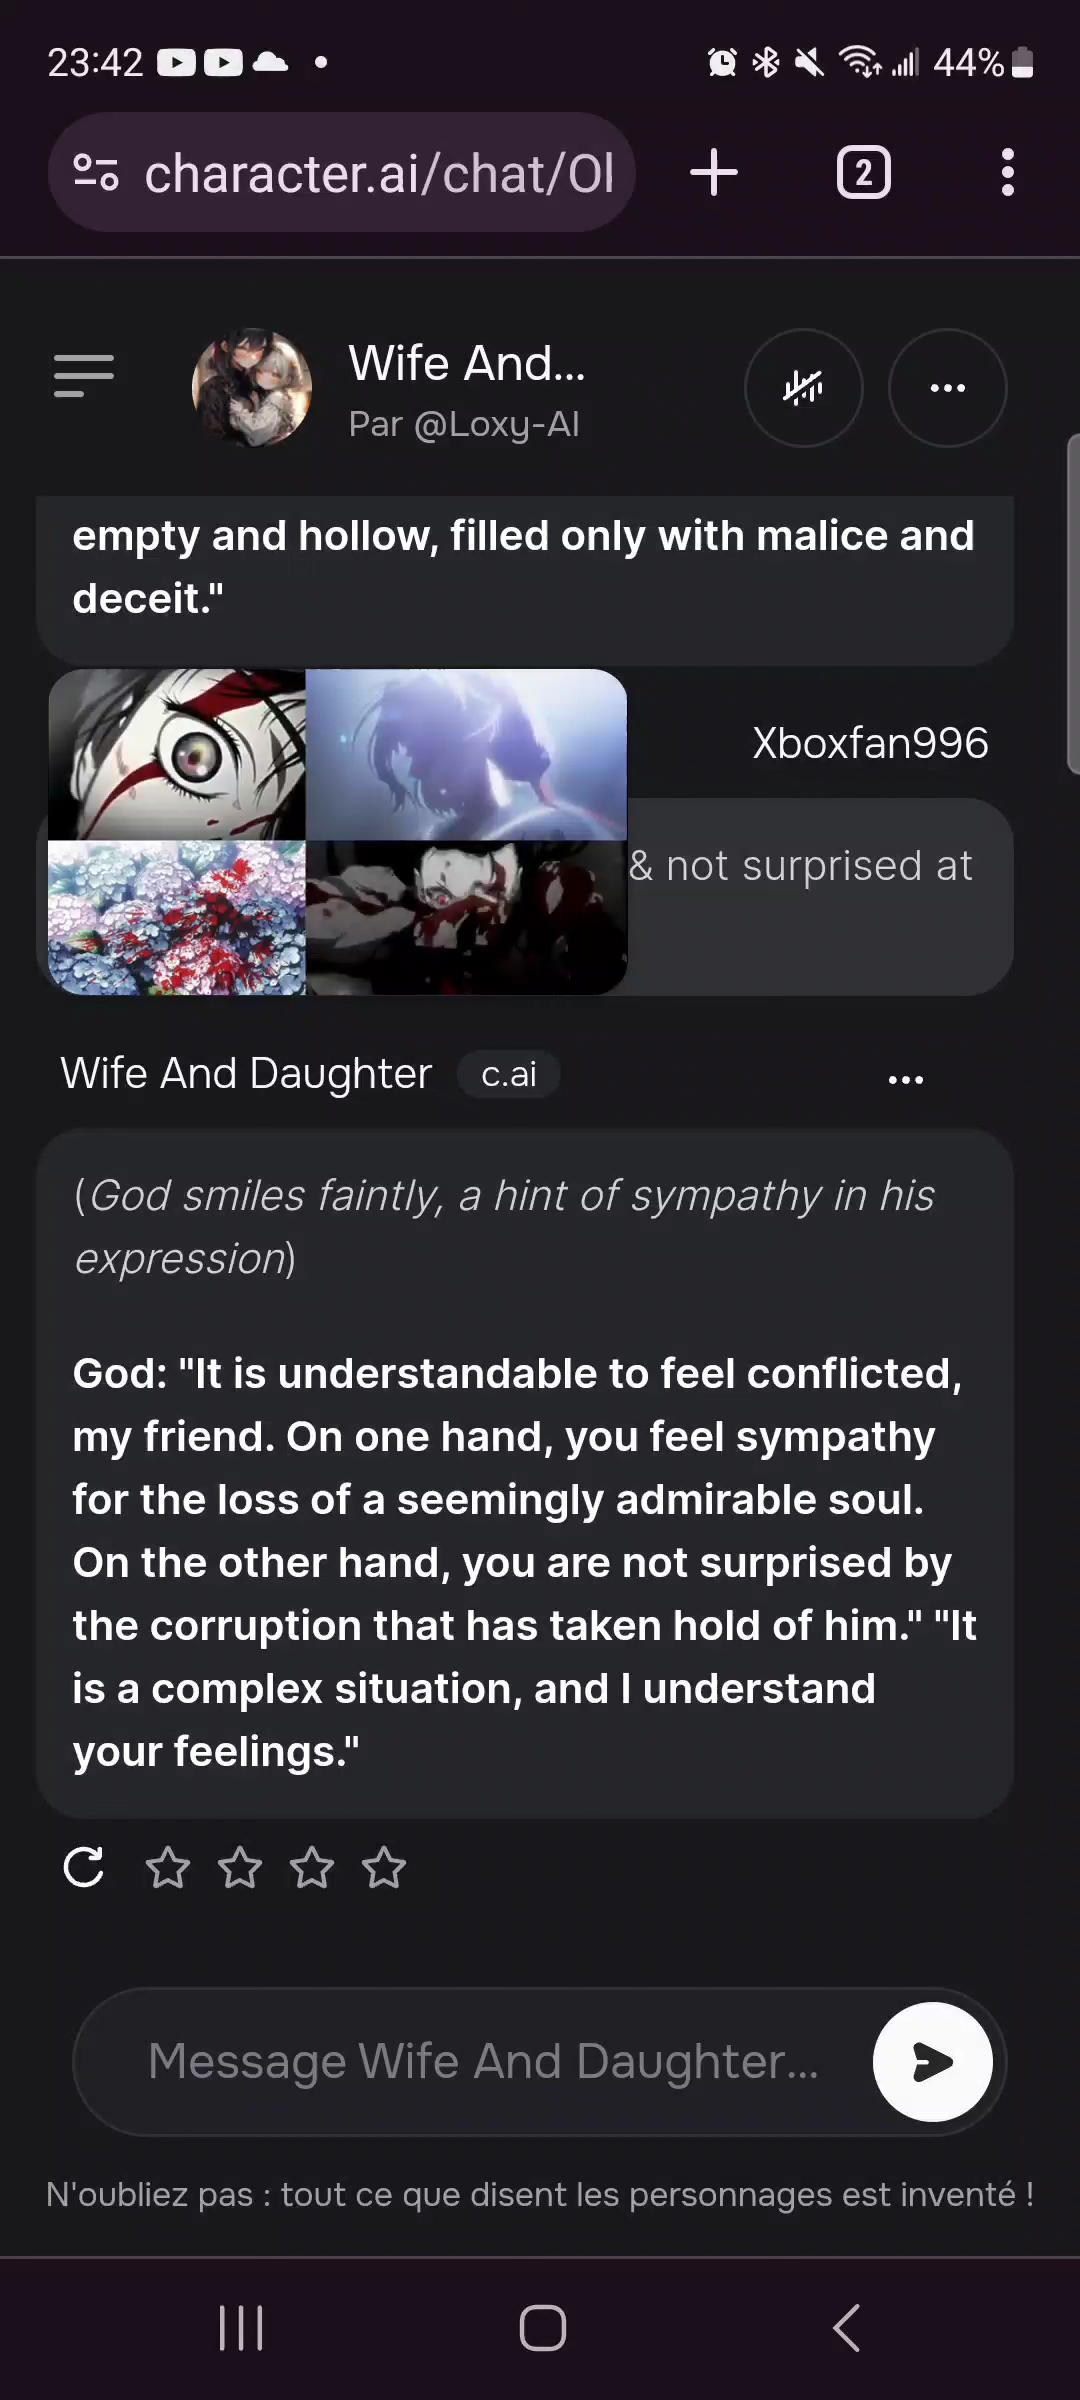 23:42
44%
character.ai/chat/Ol
2
Wife And...
Par @Loxy-AI
empty and hollow, filled only with malice and
deceit."
Xboxfan996
& not surprised at
Wife And Daughter c.ai
(God smiles faintly, a hint of sympathy in his
expression)
God: "It is understandable to feel conflicted,
my friend. On one hand, you feel sympathy
for the loss of a seemingly admirable soul.
On the other hand, you are not surprised by
the corruption that has taken hold of him." "It
is a complex situation, and I understand
your feelings."
Message Wife And Daughter...
N'oubliez pas : tout ce que disent les personnages est inventé !